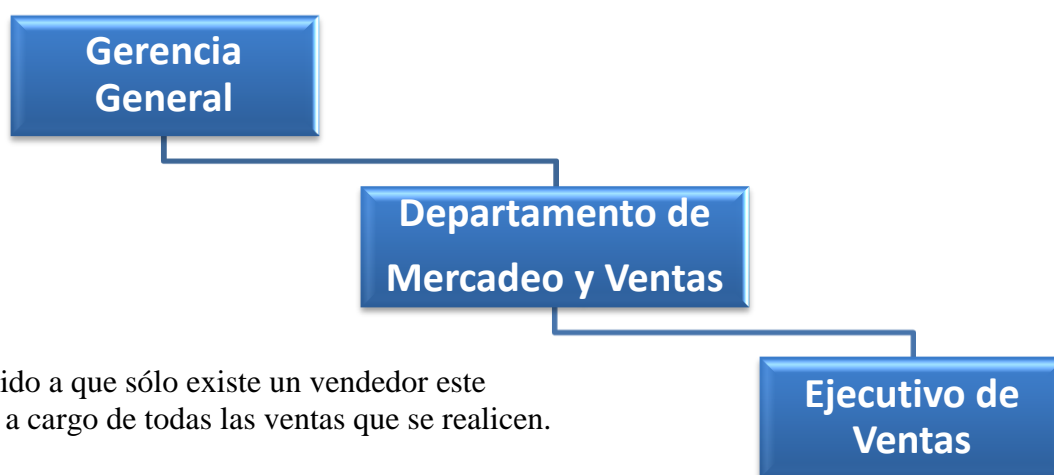 Gerencia
General
Departamento de
Mercadeo y Ventas
ido a que sólo existe un vendedor este
a cargo de todas las ventas que se realicen.
Ejecutivo de
Ventas